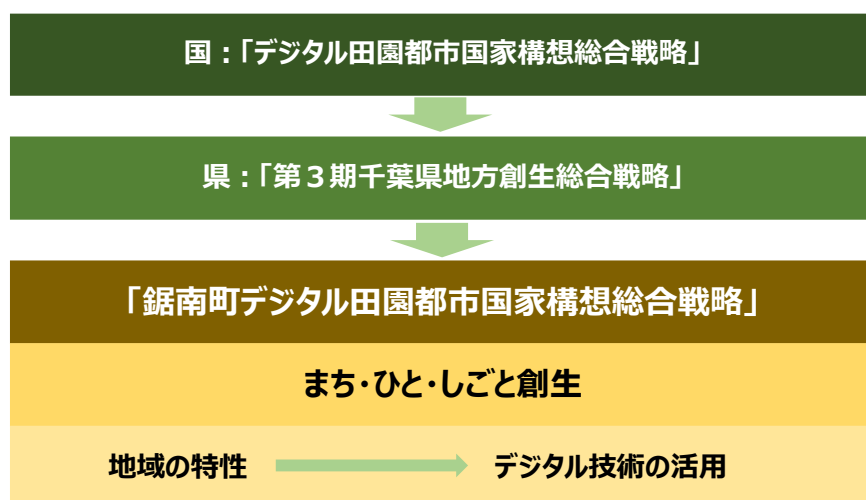 国：「デジタル田園都市国家構想総合戦略」
県：「第３期千葉県地方創生総合戦略」
「鋸南町デジタル田園都市国家構想総合戦略」
まち・ひと・しごと創生
地域の特性 デジタル技術の活用